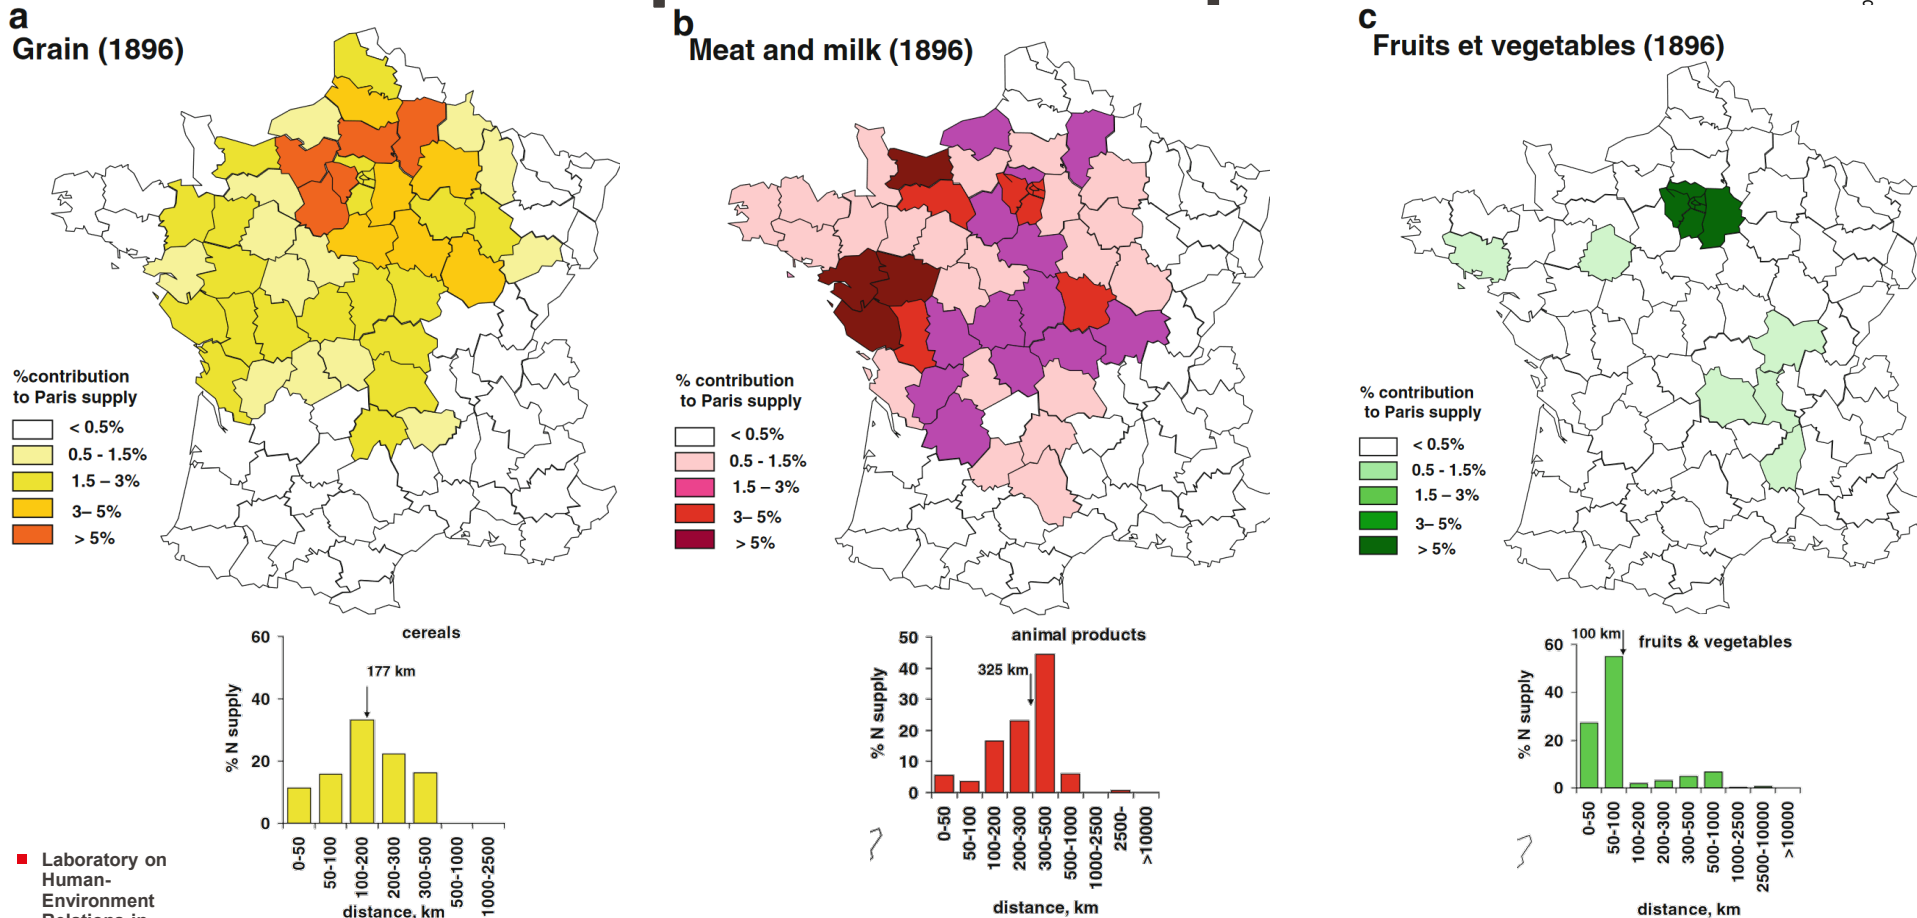 a
Grain (1896)
%contribution
to Paris supply
< 0.5%
0.5 - 1.5%
1.5 – 3%
3– 5%
> 5%
cereals
60
40
20
0
% N supply
177 km
0-50
50-100
100-200
200-300
300-500
500-1000
1000-2500
distance, km
b
Meat and milk (1896)
% contribution
to Paris supply
< 0.5%
0.5 - 1.5%
1.5 – 3%
3– 5%
> 5%
animal products
50
40
30
20
10
0
% N supply
325 km
0-50
50-100
100-200
200-300
300-500
500-1000
1000-2500
2500-
>10000
distance, km
c
Fruits et vegetables (1896)
% contribution
to Paris supply
< 0.5%
0.5 - 1.5%
1.5 – 3%
3– 5%
> 5%
fruits & vegetables
60
40
20
0
% N supply
100 km
0-50
50-100
100-200
200-300
300-500
500-1000
1000-2500
2500-10000
>10000
distance, km
Laboratory on
Human-
Environment
Relations in